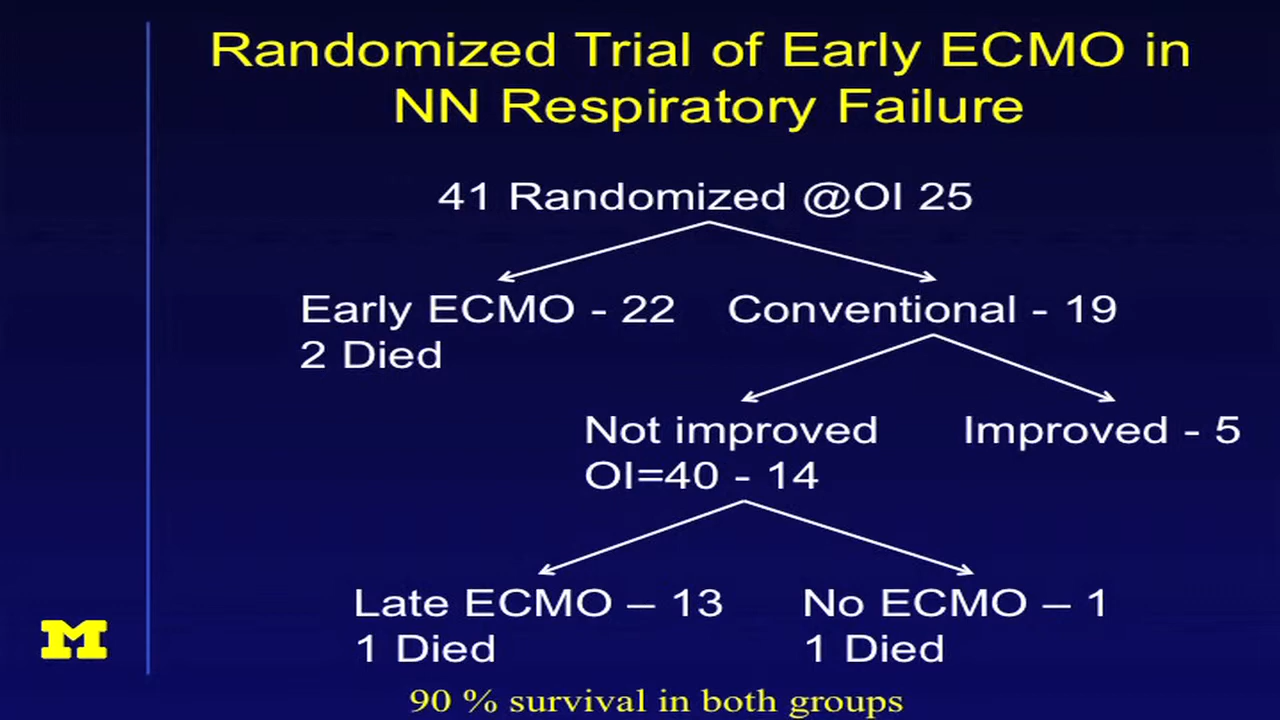 Randomized Trial of Early ECMO in
NN Respiratory Failure
41 Randomized @OI 25
Early ECMO - 22
2 Died
Conventional - 19
Not improved
OI=40 - 14
Improved - 5
Late ECMO – 13
1 Died
No ECMO – 1
1 Died
M
90 % survival in both groups